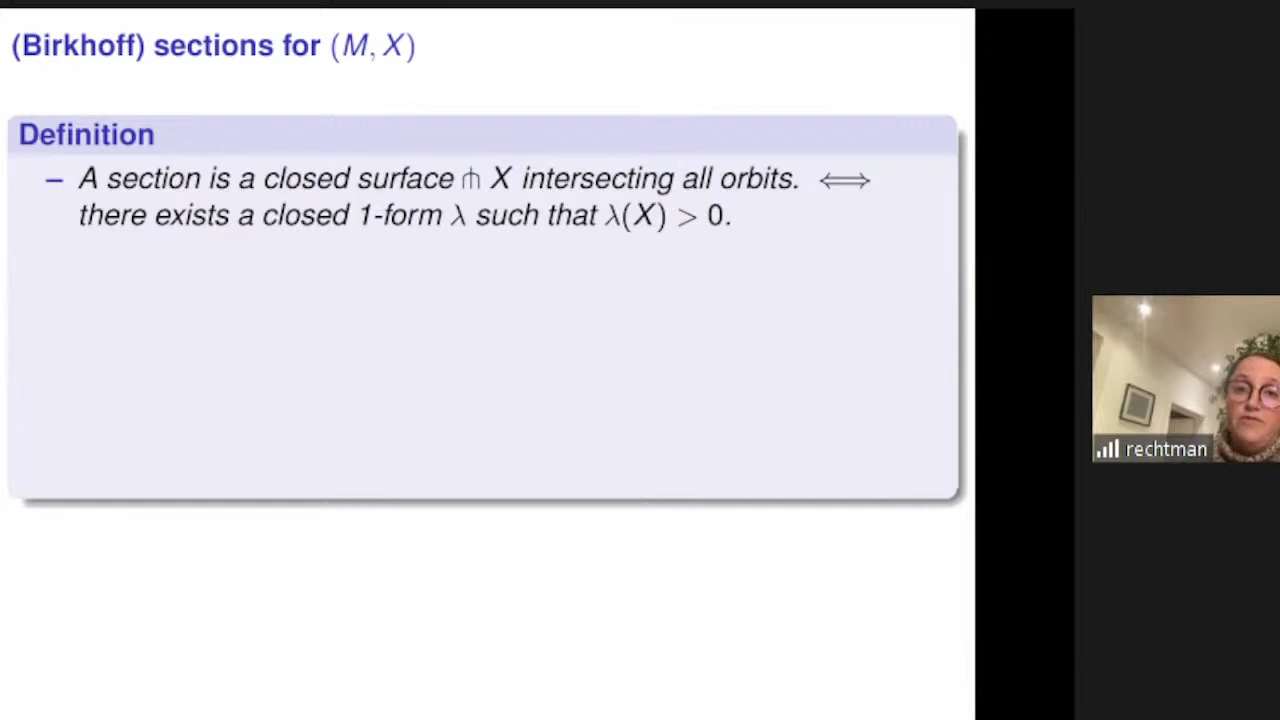 (Birkhoff) sections for (M, X)
Definition
– A section is a closed surface ⋔ X intersecting all orbits. ⟺
there exists a closed 1-form λ such that λ(X) > 0.
rechtman